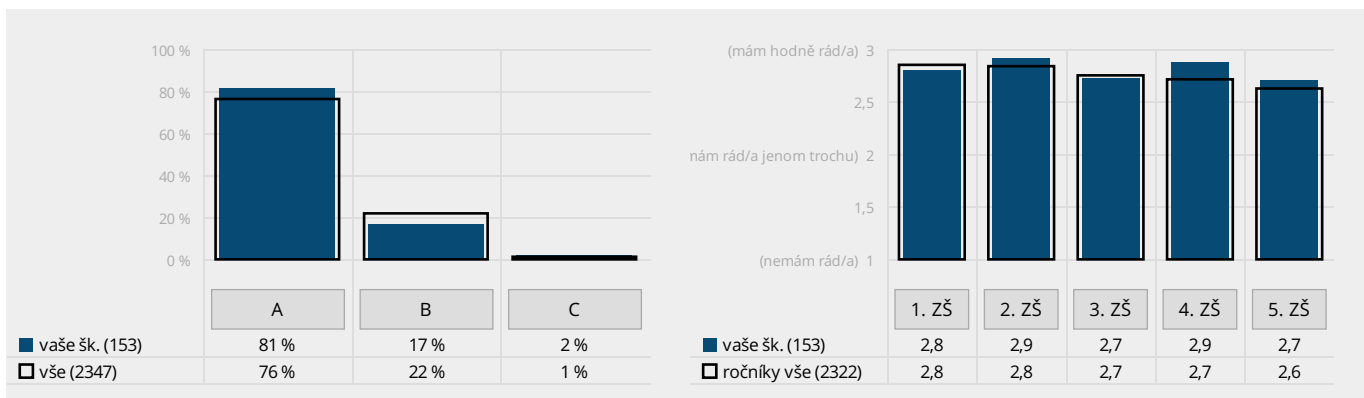 100 %
80 %
60 %
40 %
20 %
0 %
A B C
vaše šk. (153) 81 % 17 % 2 %
vše (2347) 76 % 22 % 1 %
(mám hodně rád/a) 3
2,5
nám rád/a jenom trochu) 2
1,5
(nemám rád/a) 1
1. ZŠ 2. ZŠ 3. ZŠ 4. ZŠ 5. ZŠ
vaše šk. (153) 2,8 2,9 2,7 2,9 2,7
ročníky vše (2322) 2,8 2,8 2,7 2,7 2,6